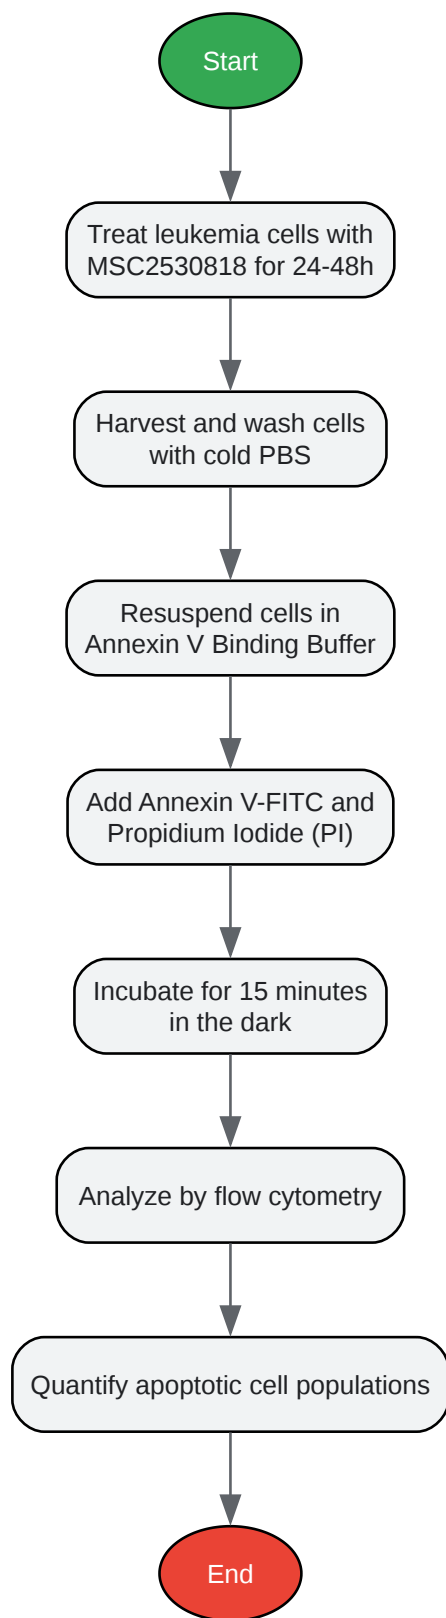 Start
Treat leukemia cells with
MSC2530818 for 24-48h
Harvest and wash cells
with cold PBS
Resuspend cells in
Annexin V Binding Buffer
Add Annexin V-FITC and
Propidium Iodide (PI)
Incubate for 15 minutes
in the dark
Analyze by flow cytometry
Quantify apoptotic cell populations
End